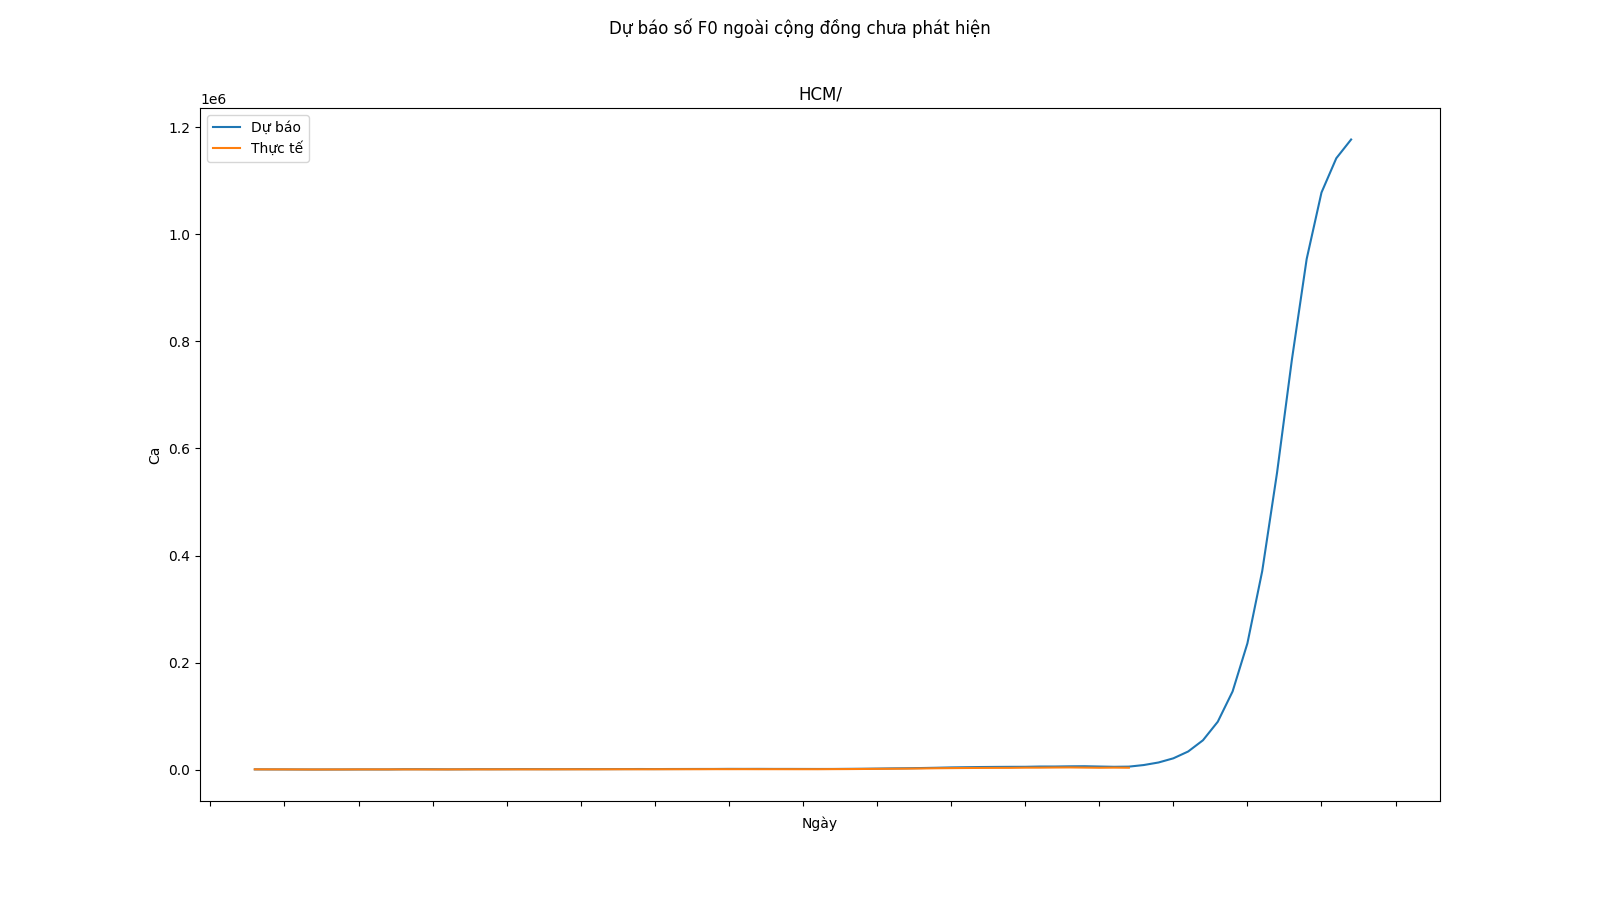 Dự báo số F0 ngoài cộng đồng chưa phát hiện
HCM/
1e6
Dự báo
Thực tế
1.2
1.0
0.8
0.6
0.4
0.2
0.0
Ca
Ngày